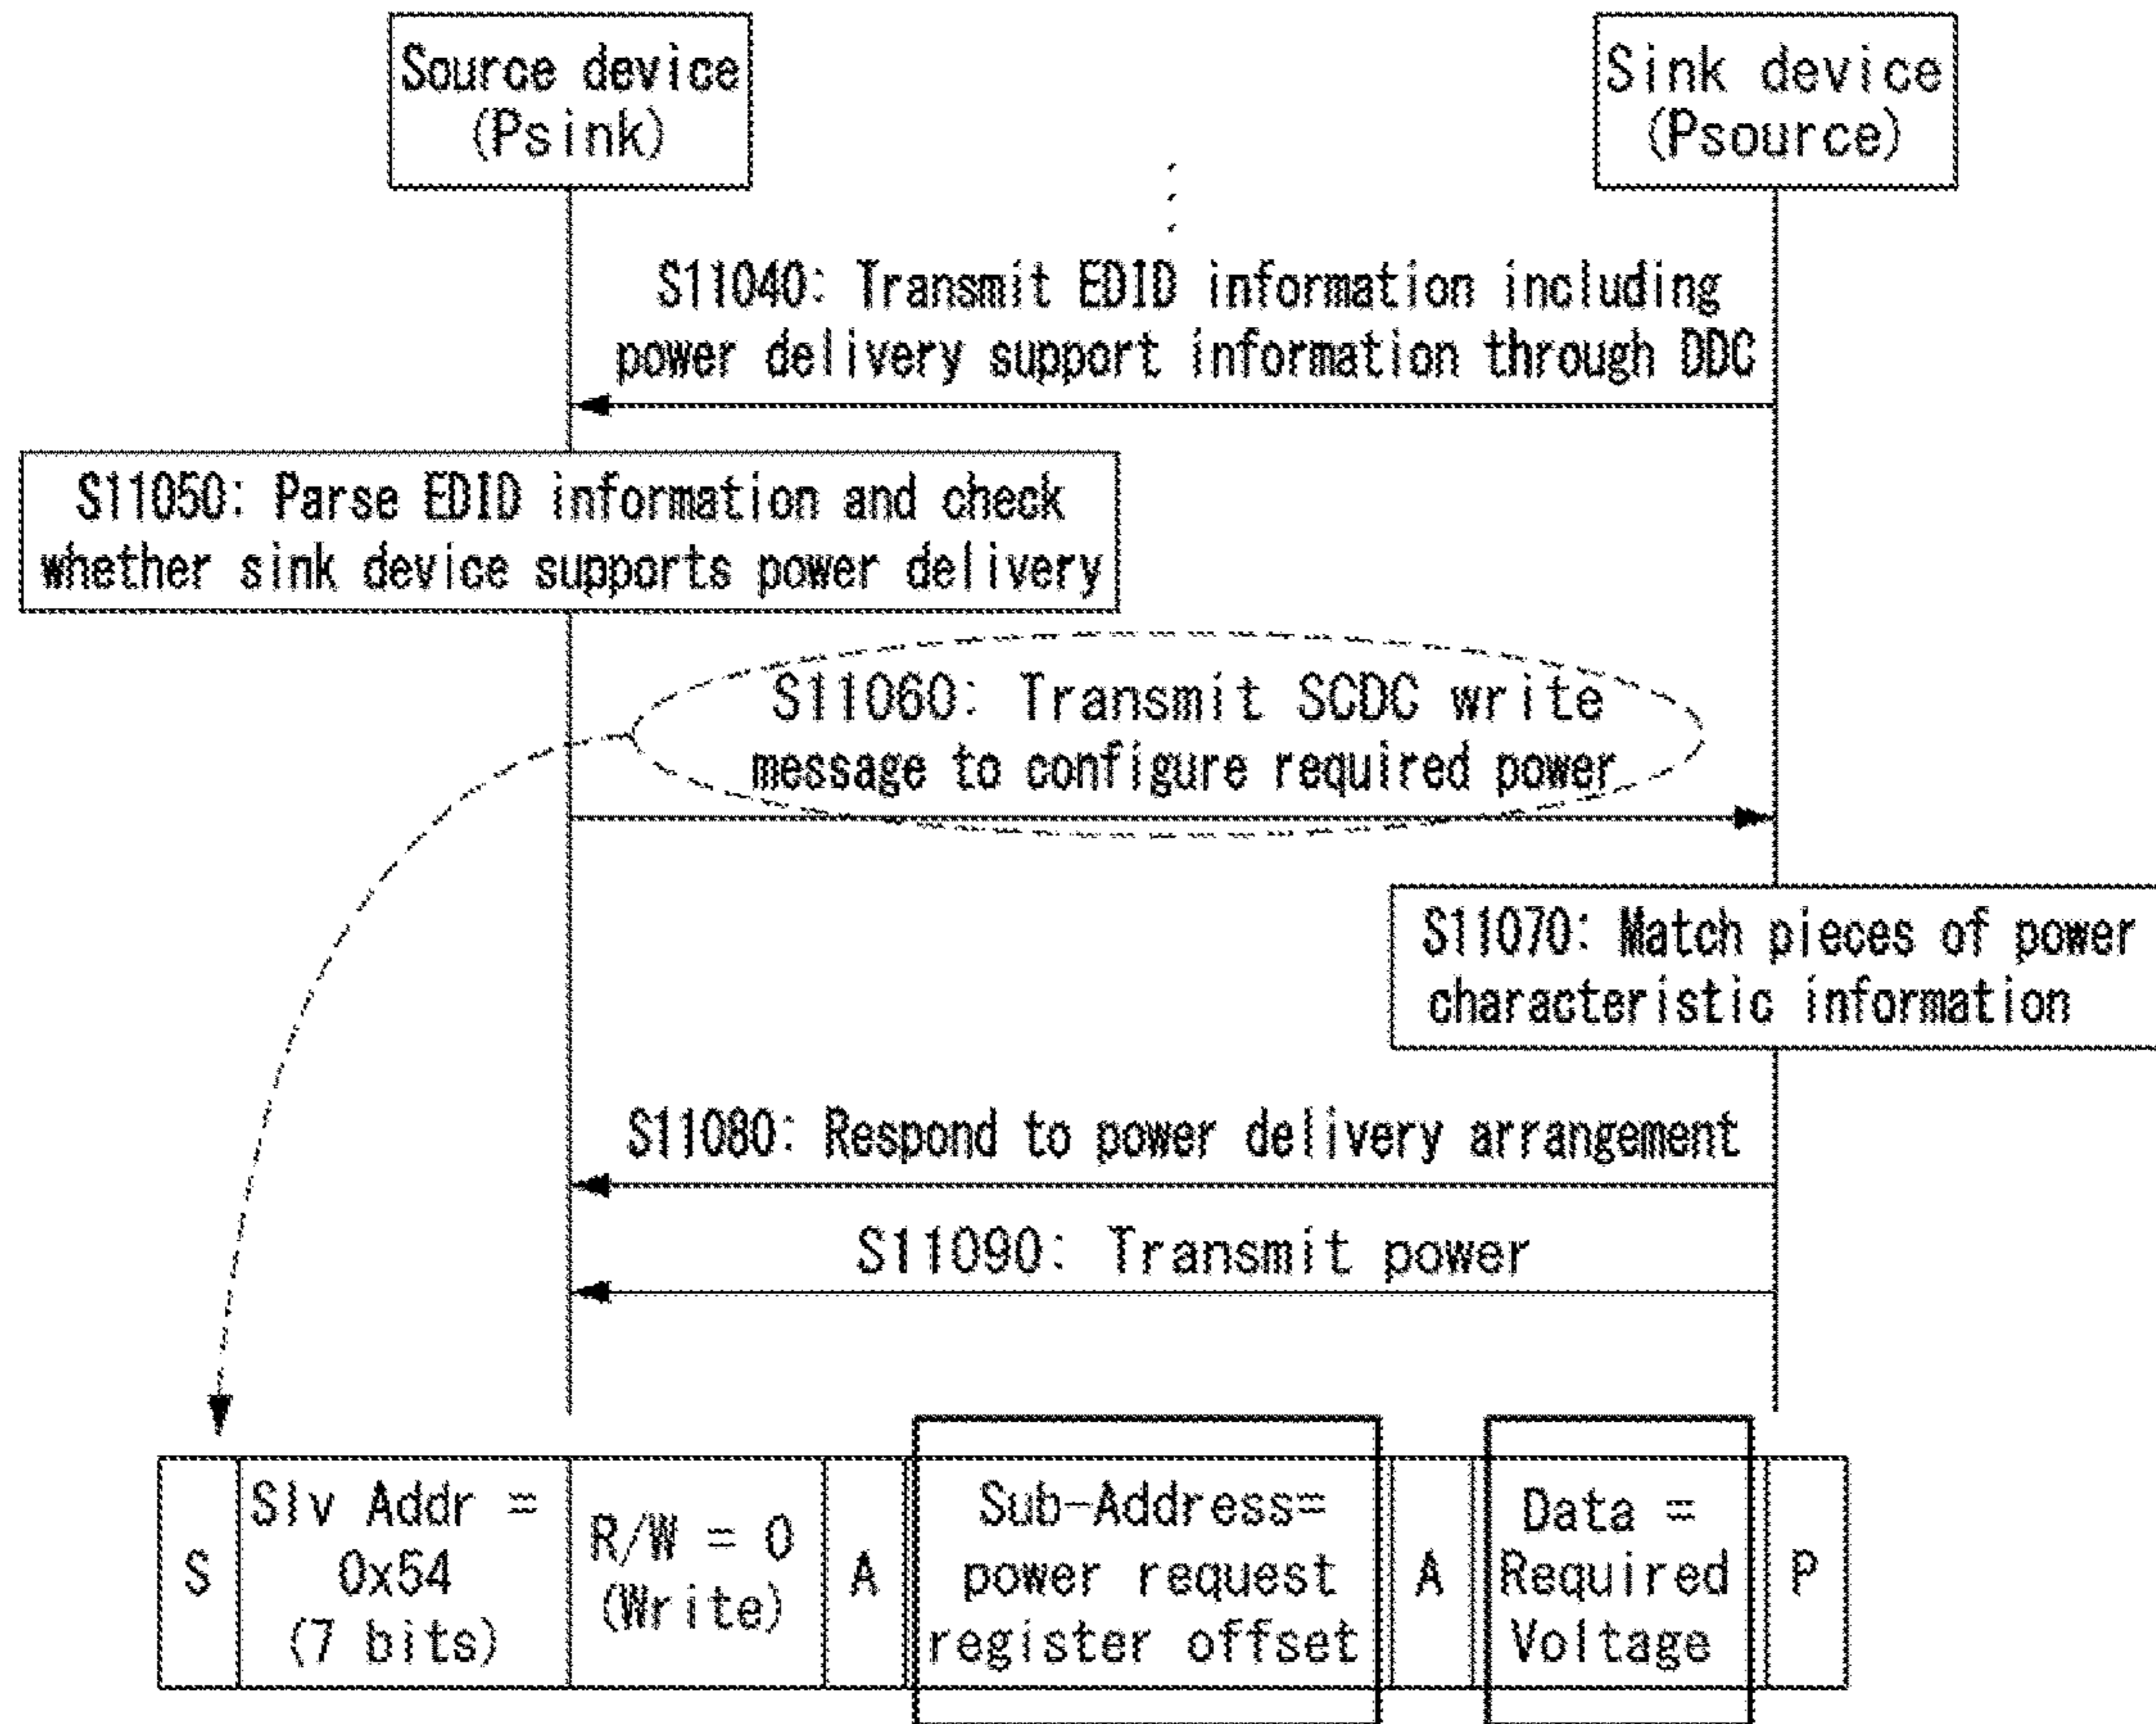 Source device
(Psink)
Sink device
(Psource)
S11040: Transmit EDID information including
power delivery support information through DDC
S11050: Parse EDID information and check
whether sink device supports power delivery
S11060: Transmit SCDC write
message to configure required power
S11070: Match pieces of power
characteristic information
S11080: Respond to power delivery arrangement
S11090: Transmit power
S
Slv Addr =
0x54
(7 bits)
R/W = 0
(Write)
A
Sub-Address=
power request
register offset
A
Data =
Required
Voltage
P